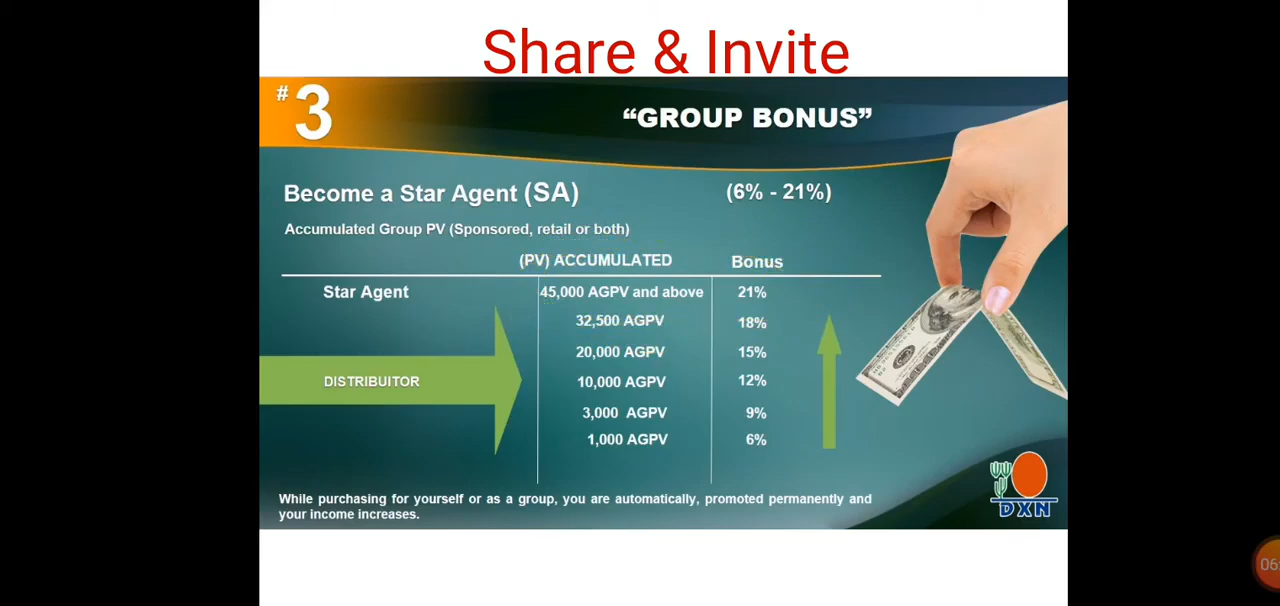 Share & Invite
# 3
“GROUP BONUS”
Become a Star Agent (SA) (6% - 21%)
Accumulated Group PV (Sponsored, retail or both)
(PV) ACCUMULATED Bonus
Star Agent 45,000 AGPV and above 21%
32,500 AGPV 18%
20,000 AGPV 15%
DISTRIBUITOR 10,000 AGPV 12%
3,000 AGPV 9%
1,000 AGPV 6%
While purchasing for yourself or as a group, you are automatically, promoted permanently and
your income increases.
DXN